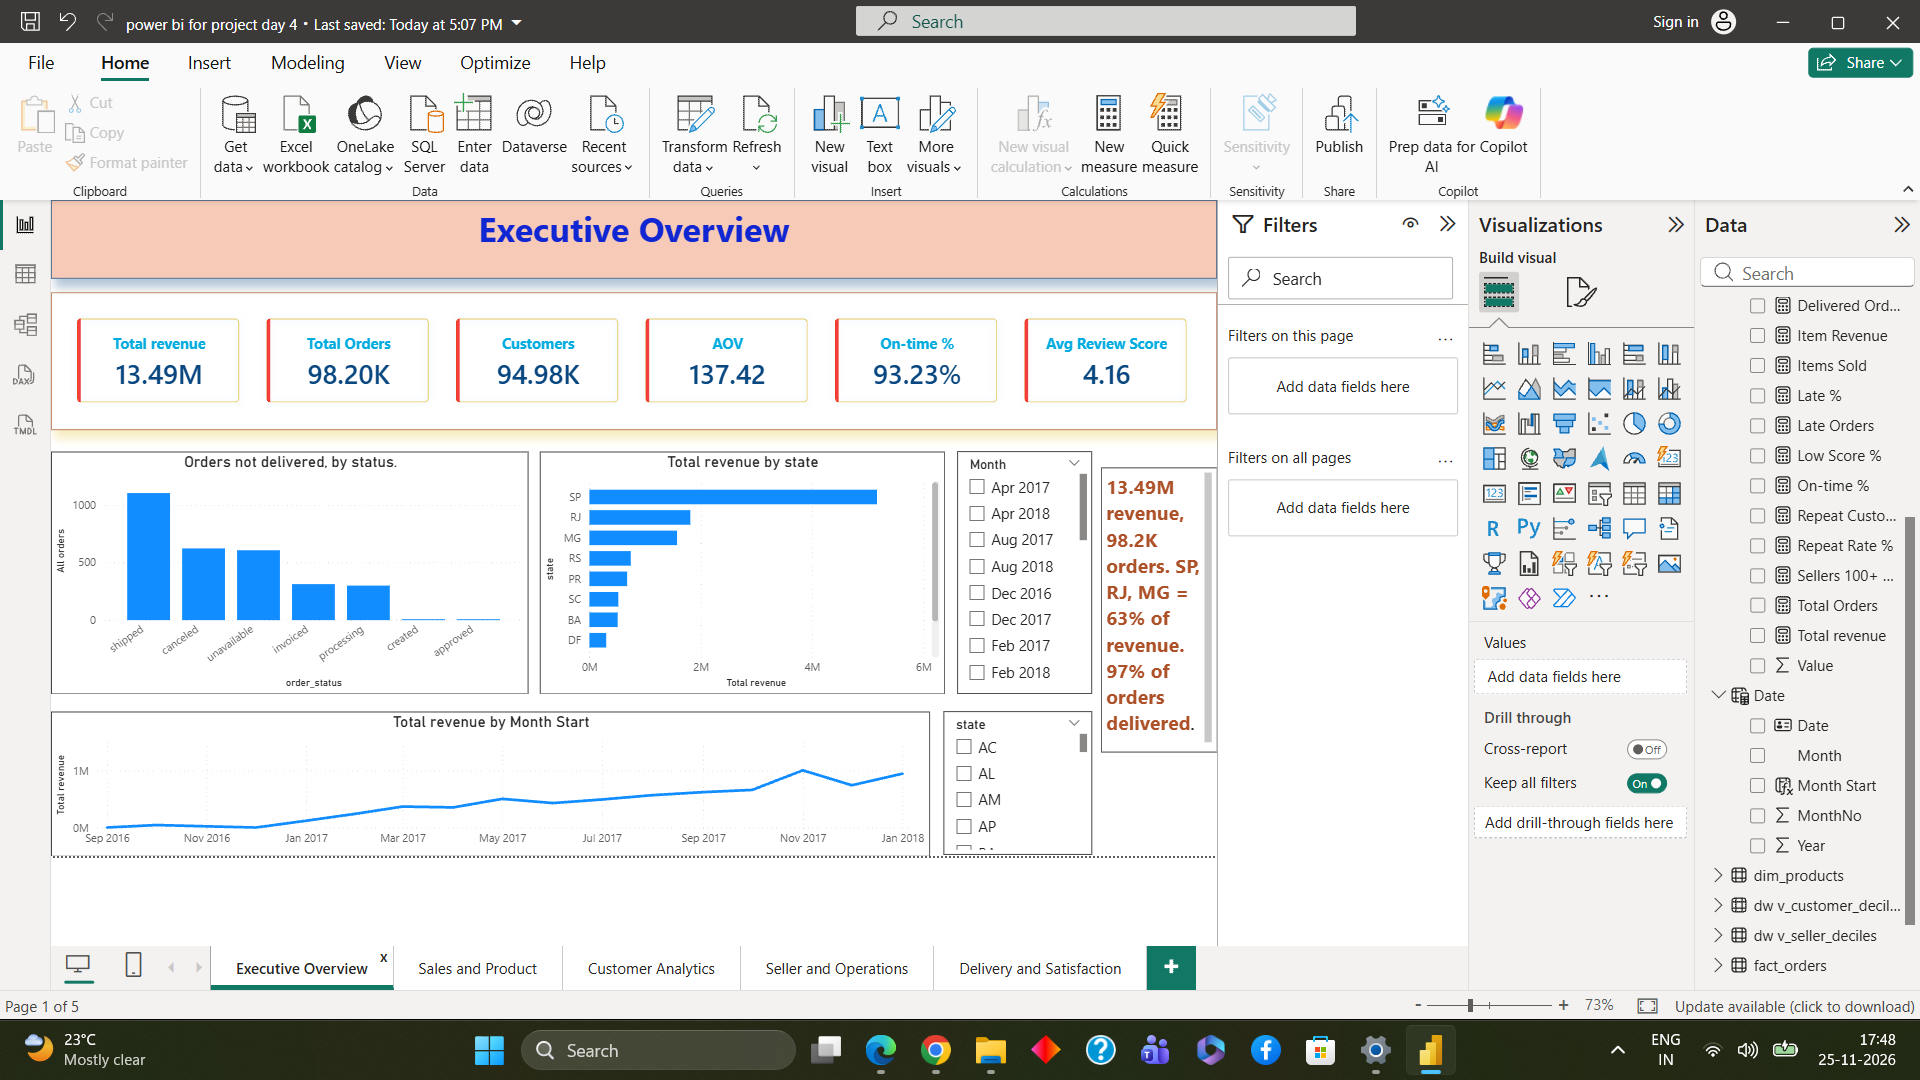 power bi for project day 4 • Last saved: Today at 5:07 PM
Search
Sign in
File
Home
Insert
Modeling
View
Optimize
Help
Share
Paste
Cut
Copy
Format painter
Clipboard
Get data
Excel workbook
OneLake catalog
SQL Server
Enter data
Dataverse
Recent sources
Data
Transform data
Refresh
Queries
New visual
Text box
More visuals
Insert
New visual calculation
New measure
Quick measure
Calculations
Sensitivity
Sensitivity
Publish
Share
Prep data for AI
Copilot
Copilot
DAX
TMDL
Executive Overview
Total revenue
13.49M
Total Orders
98.20K
Customers
94.98K
AOV
137.42
On-time %
93.23%
Avg Review Score
4.16
Orders not delivered, by status.
All orders
1000
500
0
shipped
canceled
unavailable
invoiced
processing
created
approved
order_status
Total revenue by state
state
SP
RJ
MG
RS
PR
SC
BA
DF
0M
2M
4M
6M
Total revenue
Month
Apr 2017
Apr 2018
Aug 2017
Aug 2018
Dec 2016
Dec 2017
Feb 2017
Feb 2018
13.49M
revenue,
98.2K
orders. SP,
RJ, MG =
63% of
revenue.
97% of
orders
delivered.
Total revenue by Month Start
Total revenue
1M
0M
Sep 2016
Nov 2016
Jan 2017
Mar 2017
May 2017
Jul 2017
Sep 2017
Nov 2017
Jan 2018
state
AC
AL
AM
AP
Filters
Search
Filters on this page
...
Add data fields here
Filters on all pages
...
Add data fields here
Visualizations
Build visual
123
123
R
Py
...
Values
Add data fields here
Drill through
Cross-report
Off
Keep all filters
On
Add drill-through fields here
Data
Search
Delivered Ord...
Item Revenue
Items Sold
Late %
Late Orders
Low Score %
On-time %
Repeat Custo...
Repeat Rate %
Sellers 100+ ...
Total Orders
Total revenue
Value
Date
Date
Month
Month Start
MonthNo
Year
dim_products
dw v_customer_decil...
dw v_seller_deciles
fact_orders
Executive Overview
x
Sales and Product
Customer Analytics
Seller and Operations
Delivery and Satisfaction
+
Page 1 of 5
- + 73%
Update available (click to download)
23°C
Mostly clear
Search
ENG
IN
17:48
25-11-2026